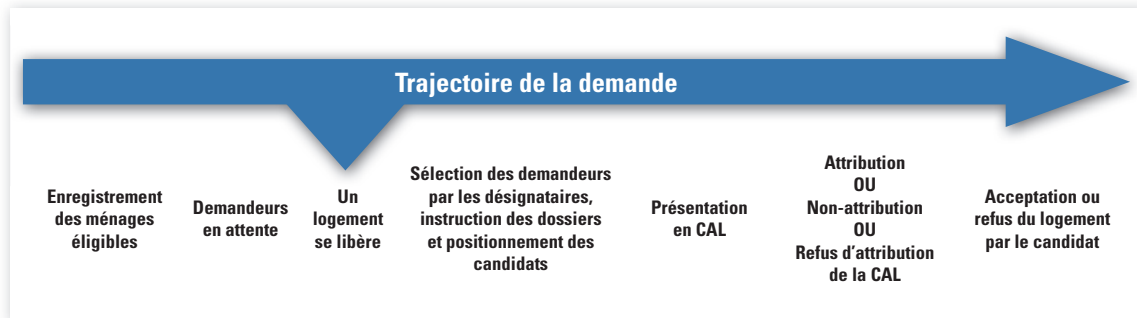 Trajectoire de la demande
Enregistrement
des ménages
éligibles
Demandeurs
en attente
Un
logement
se libère
Sélection des demandeurs
par les désignataires,
instruction des dossiers
et positionnement des
candidats
Présentation
en CAL
Attribution
OU
Non-attribution
OU
Refus d'attribution
de la CAL
Acceptation ou
refus du logement
par le candidat